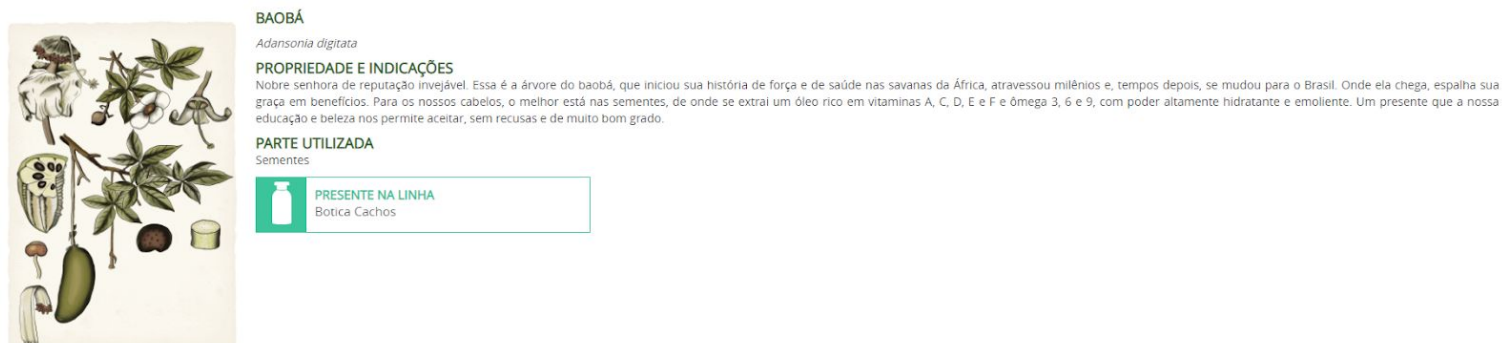 BAOBÁ
Adansonia digitata
PROPRIEDADE E INDICAÇÕES
Nobre senhora de reputação invejável. Essa é a árvore do baobá, que iniciou sua história de força e de saúde nas savanas da África, atravessou milênios e, tempos depois, se mudou para o Brasil. Onde ela chega, espalha sua
graça em benefícios. Para os nossos cabelos, o melhor está nas sementes, de onde se extrai um óleo rico em vitaminas A, C, D, E e F e ômega 3, 6 e 9, com poder altamente hidratante e emoliente. Um presente que a nossa
educação e beleza nos permite aceitar, sem recusas e de muito bom grado.
PARTE UTILIZADA
Sementes
PRESENTE NA LINHA
Botica Cachos